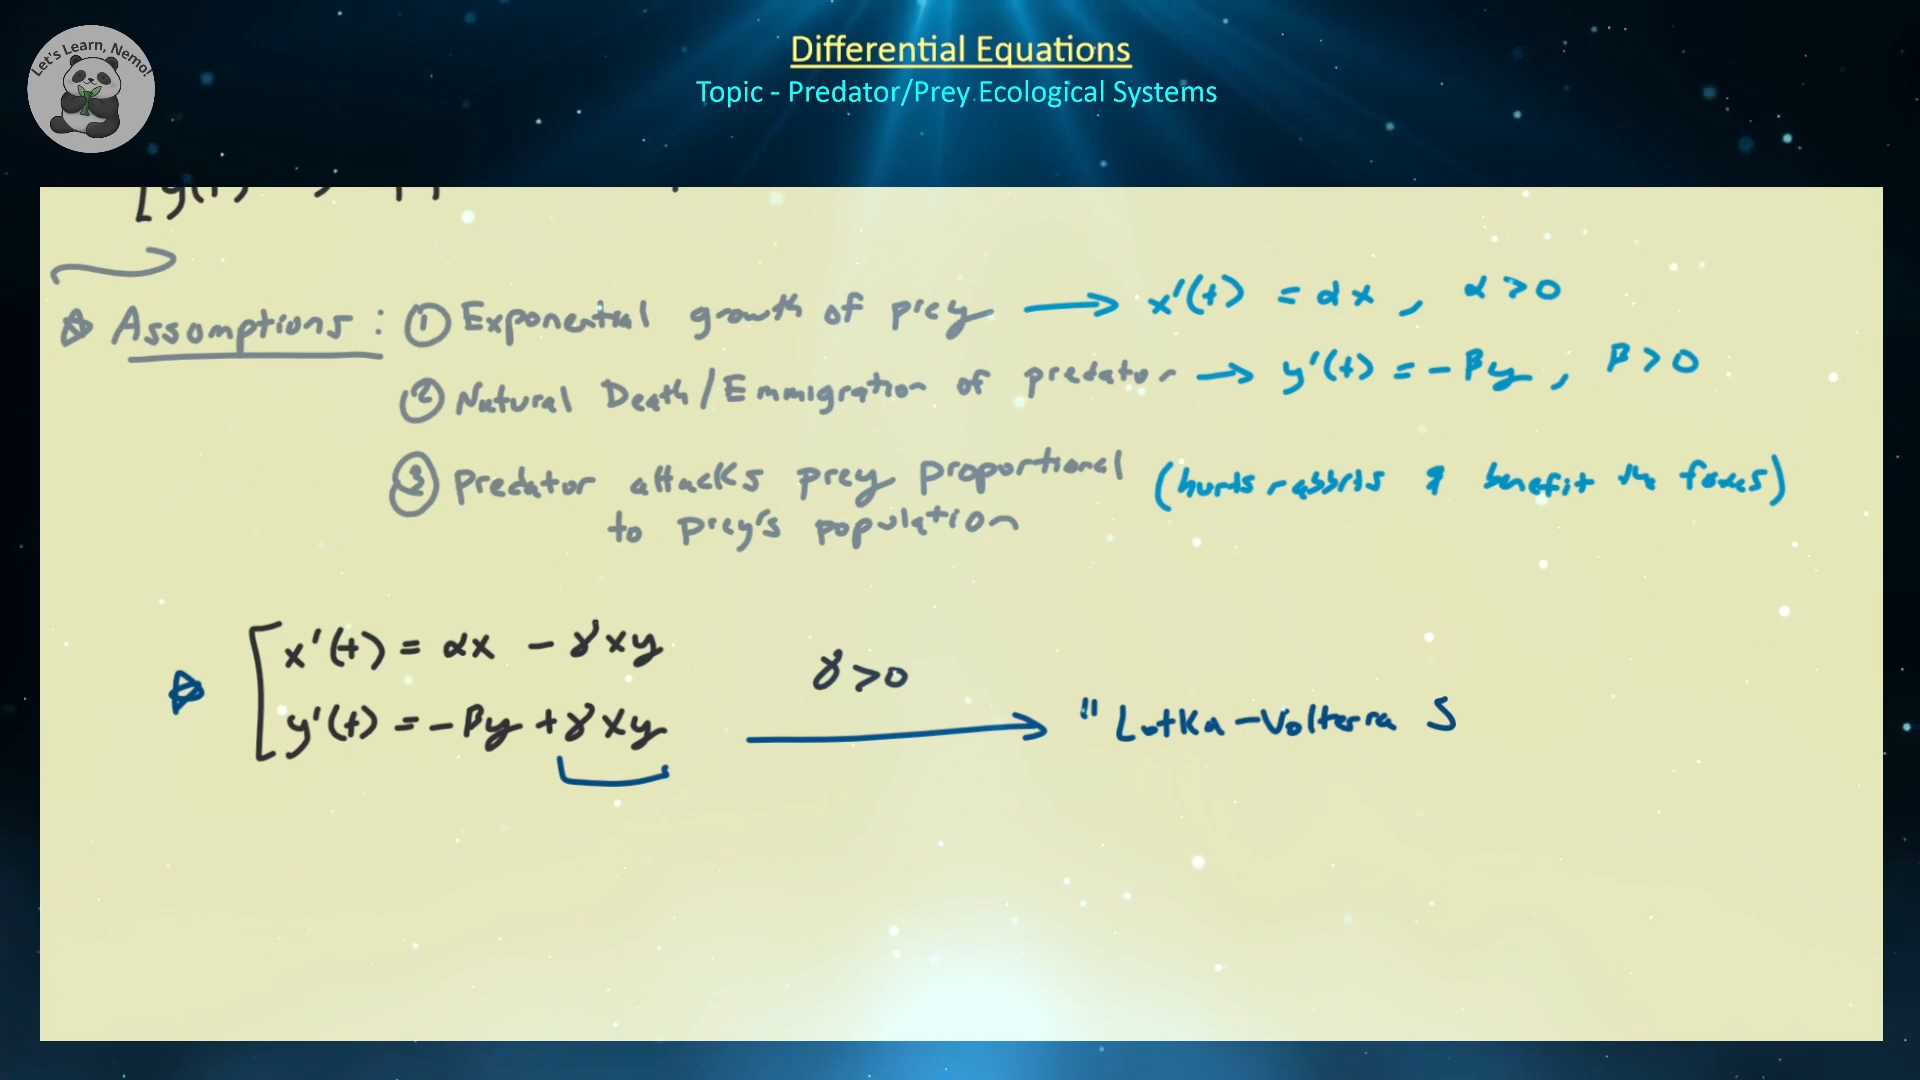 Let's Learn, Nemo!
Differential Equations
Topic - Predator/Prey Ecological Systems
Assomptions : ① Exponential growth of prey → x'(t) = αx , α > 0
② Natural Death/Emmigration of predator → y'(t) = -βy , β > 0
③ Predator attacks prey proportional (hurts rabbits & benefit the foxes)
to prey's population
x'(t) = αx - γxy
γ > 0
y'(t) = -βy + γxy → "Lotka-Volterra S